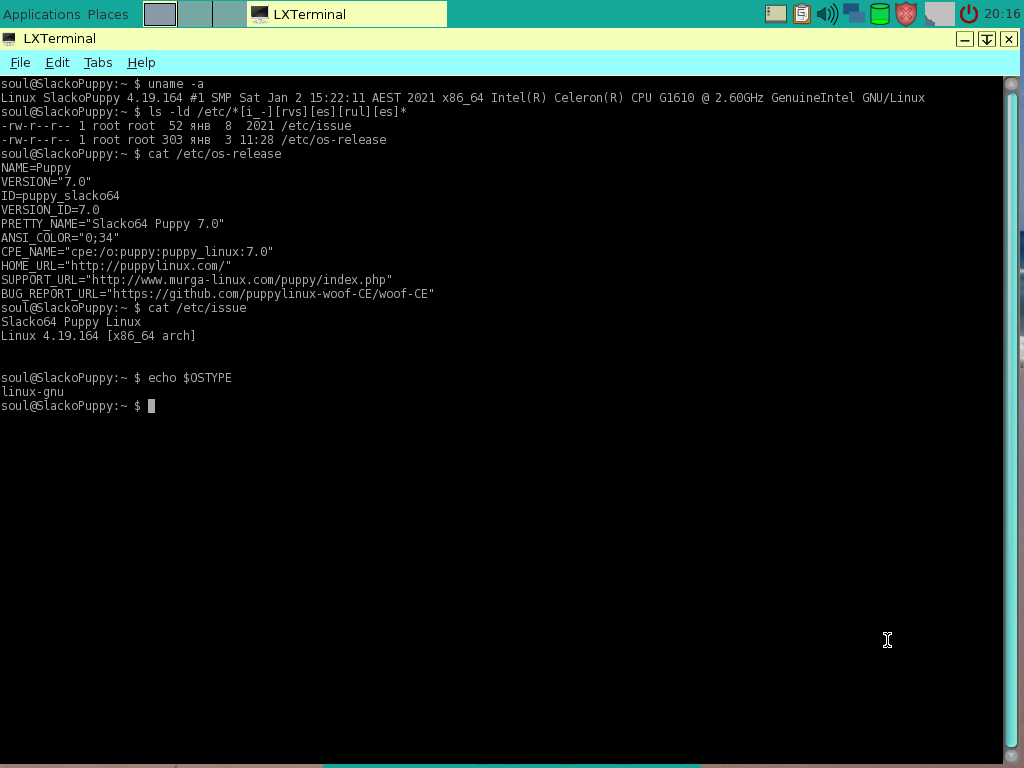 Applications Places
LXTerminal
20:16
LXTerminal
File Edit Tabs Help
soul@SlackoPuppy:~ $ uname -a
Linux SlackoPuppy 4.19.164 #1 SMP Sat Jan 2 15:22:11 AEST 2021 x86_64 Intel(R) Celeron(R) CPU G1610 @ 2.60GHz GenuineIntel GNU/Linux
soul@SlackoPuppy:~ $ ls -ld /etc/*[i_-][rvs][es][rul][es]*
-rw-r--r-- 1 root root  52 янв  8  2021 /etc/issue
-rw-r--r-- 1 root root 303 янв  3 11:28 /etc/os-release
soul@SlackoPuppy:~ $ cat /etc/os-release
NAME=Puppy
VERSION="7.0"
ID=puppy_slacko64
VERSION_ID=7.0
PRETTY_NAME="Slacko64 Puppy 7.0"
ANSI_COLOR="0;34"
CPE_NAME="cpe:/o:puppy:puppy_linux:7.0"
HOME_URL="http://puppylinux.com/"
SUPPORT_URL="http://www.murga-linux.com/puppy/index.php"
BUG_REPORT_URL="https://github.com/puppylinux-woof-CE/woof-CE"
soul@SlackoPuppy:~ $ cat /etc/issue
Slacko64 Puppy Linux
Linux 4.19.164 [x86_64 arch]
soul@SlackoPuppy:~ $ echo $OSTYPE
linux-gnu
soul@SlackoPuppy:~ $